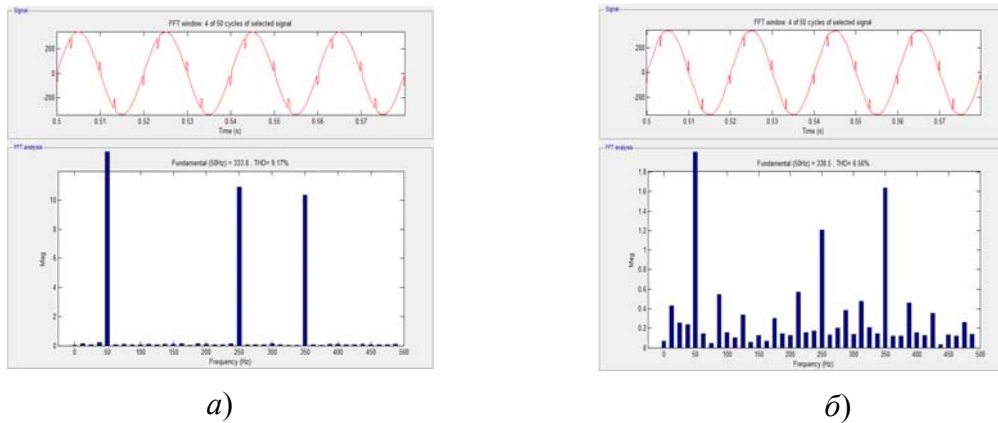 Signal
FFT window: 4 of 50 cycles of selected signal
200
0
-200
0.5 0.51 0.52 0.53 0.54 0.55 0.56 0.57
Time (s)
FFT analysis
Fundamental (50Hz) = 333.8 , THD= 9.17%
10
8
6
4
2
0
Mag
0 50 100 150 200 250 300 350 400 450 500
Frequency (Hz)
а)
Signal
FFT window: 4 of 50 cycles of selected signal
200
0
-200
0.5 0.51 0.52 0.53 0.54 0.55 0.56 0.57
Time (s)
FFT analysis
Fundamental (50Hz) = 338.5 , THD= 6.56%
1.8
1.6
1.4
1.2
1
0.8
0.6
0.4
0.2
0
Mag
0 50 100 150 200 250 300 350 400 450 500
Frequency (Hz)
б)